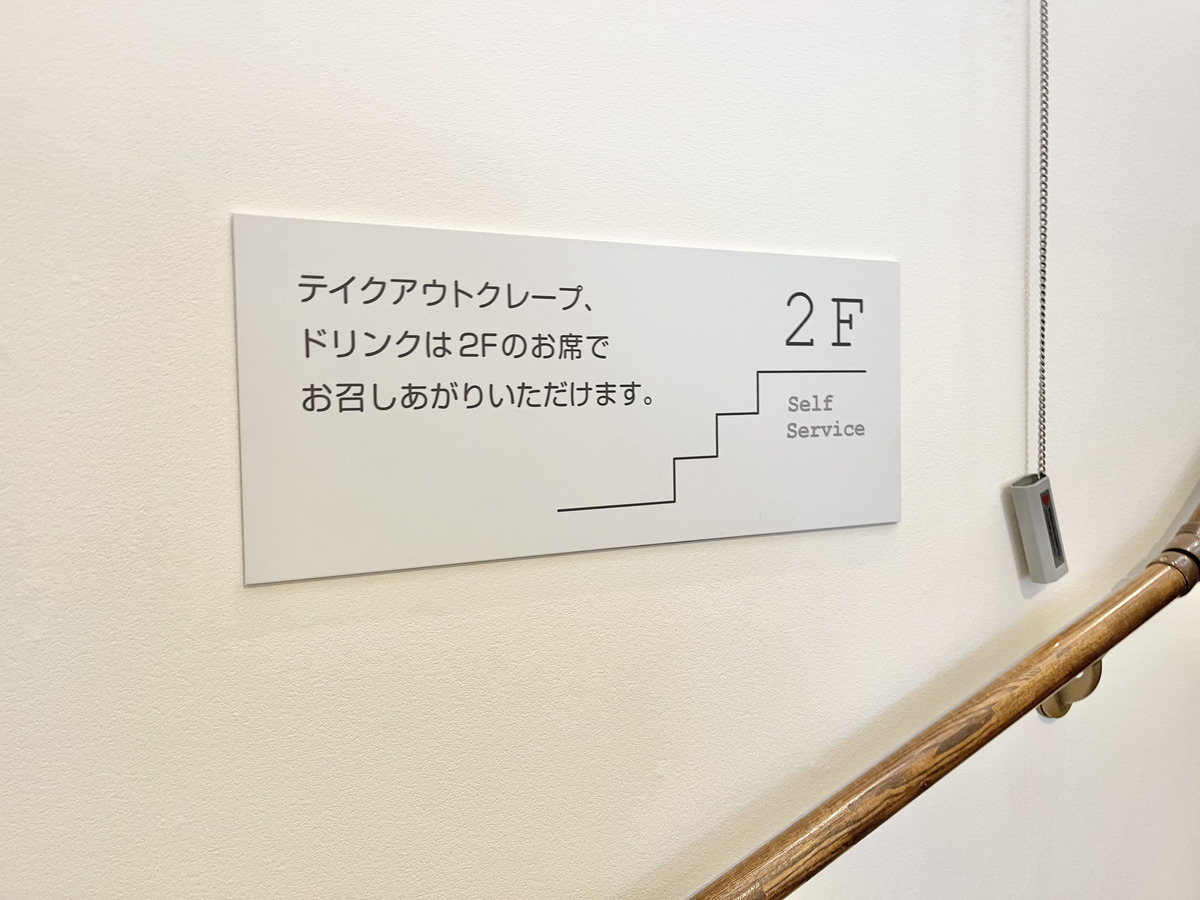 テイクアウトクレープ、
ドリンクは2Fのお席で
お召しあがりいただけます。
2F
Self
Service